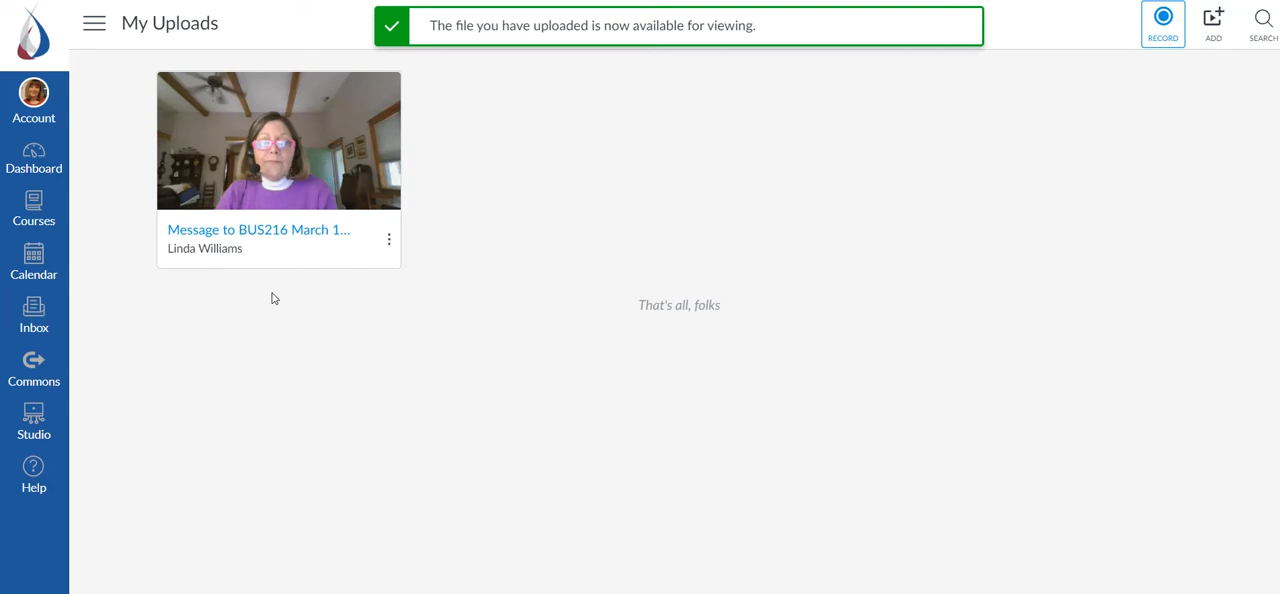 My Uploads
The file you have uploaded is now available for viewing.
RECORD
ADD
SEARCH
Account
Dashboard
Courses
Calendar
Inbox
Commons
Studio
Help
Message to BUS216 March 1...
Linda Williams
That's all, folks